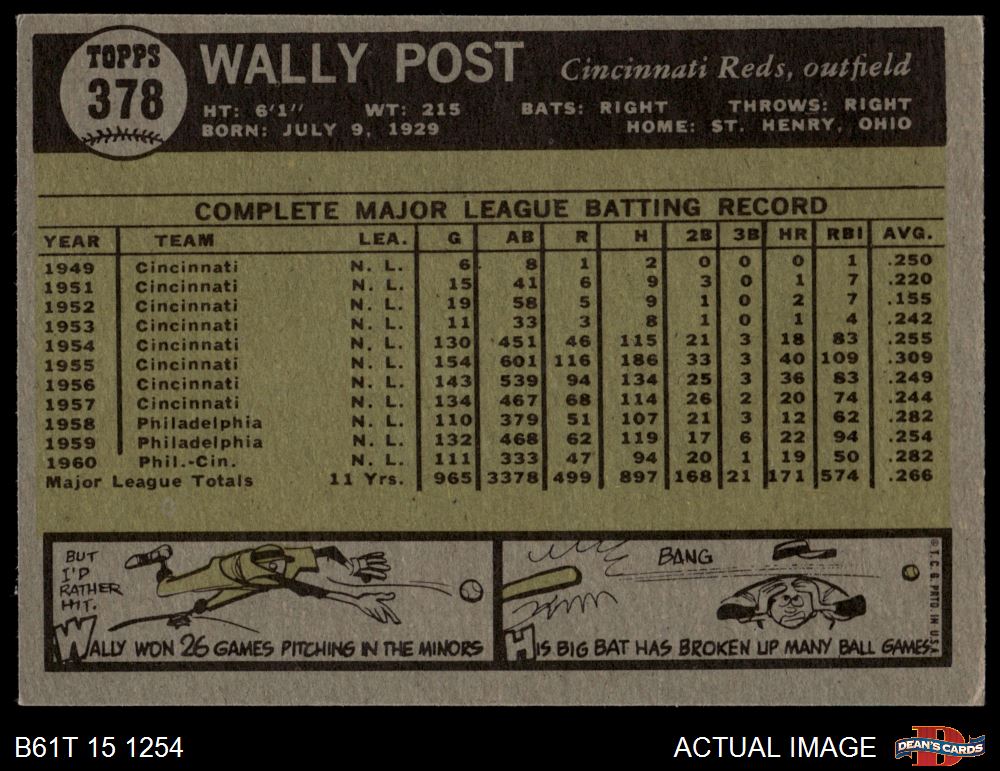 TOPPS
378
WALLY POST Cincinnati Reds, outfield
HT: 6'1'' WT: 215 BATS: RIGHT THROWS: RIGHT
BORN: JULY 9, 1929 HOME: ST. HENRY, OHIO
COMPLETE MAJOR LEAGUE BATTING RECORD
YEAR TEAM LEA. G AB R H 2B 3B HR RBI AVG.
1949 Cincinnati N. L. 6 8 1 2 0 0 0 1 .250
1951 Cincinnati N. L. 15 41 6 9 3 0 1 7 .220
1952 Cincinnati N. L. 19 58 5 9 1 0 2 7 .155
1953 Cincinnati N. L. 11 33 3 8 1 0 1 4 .242
1954 Cincinnati N. L. 130 451 46 115 21 3 18 83 .255
1955 Cincinnati N. L. 154 601 116 186 33 3 40 109 .309
1956 Cincinnati N. L. 143 539 94 134 25 3 36 83 .249
1957 Cincinnati N. L. 134 467 68 114 26 2 20 74 .244
1958 Philadelphia N. L. 110 379 51 107 21 3 12 62 .282
1959 Philadelphia N. L. 132 468 62 119 17 6 22 94 .254
1960 Phil.-Cin. N. L. 111 333 47 94 20 1 19 50 .282
Major League Totals 11 Yrs. 965 3378 499 897 168 21 171 574 .266
BUT
I'D
RATHER
HIT.
WALLY WON 26 GAMES PITCHING IN THE MINORS
BANG
HIS BIG BAT HAS BROKEN UP MANY BALL GAMES.
© T. C. G. PRTD. IN U.S.A.
B61T 15 1254 ACTUAL IMAGE DEAN'S CARDS